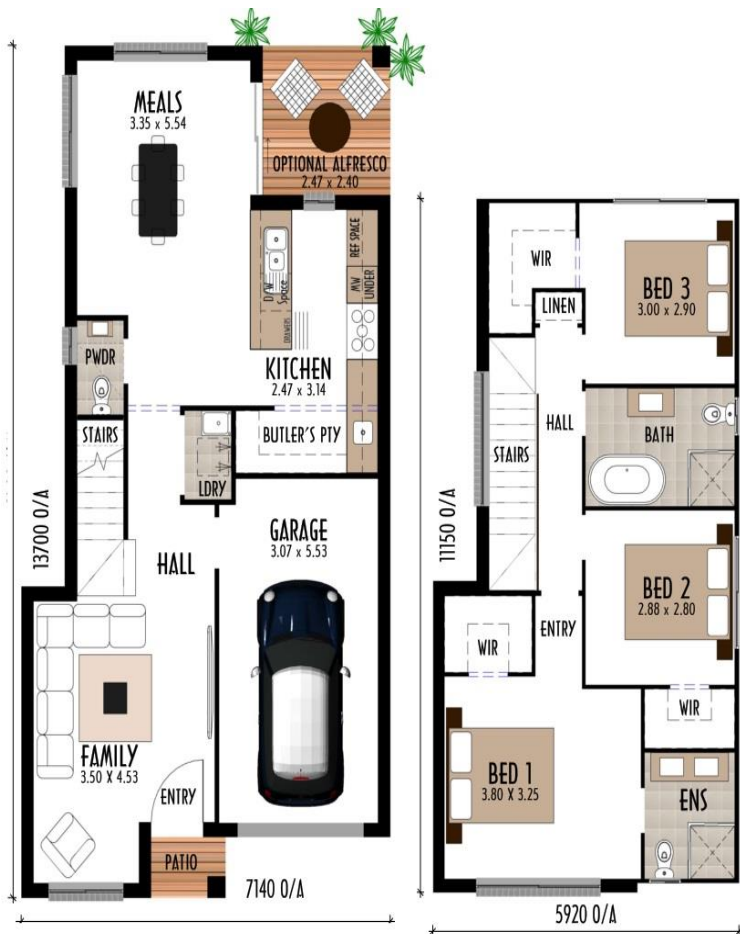 MEALS
3.35 x 5.54
OPTIONAL ALFRESCO
2.47 x 2.40
D/W
Space
DRAWERS
REF SPACE
MW
UNDER
PWDR
KITCHEN
2.47 x 3.14
STAIRS
BUTLER'S PTY
LDRY
13700 O/A
GARAGE
3.07 x 5.53
HALL
FAMILY
3.50 X 4.53
ENTRY
PATIO
7140 O/A
WIR
BED 3
3.00 x 2.90
LINEN
HALL
BATH
STAIRS
11150 O/A
BED 2
2.88 x 2.80
ENTRY
WIR
WIR
BED 1
3.80 X 3.25
ENS
5920 O/A